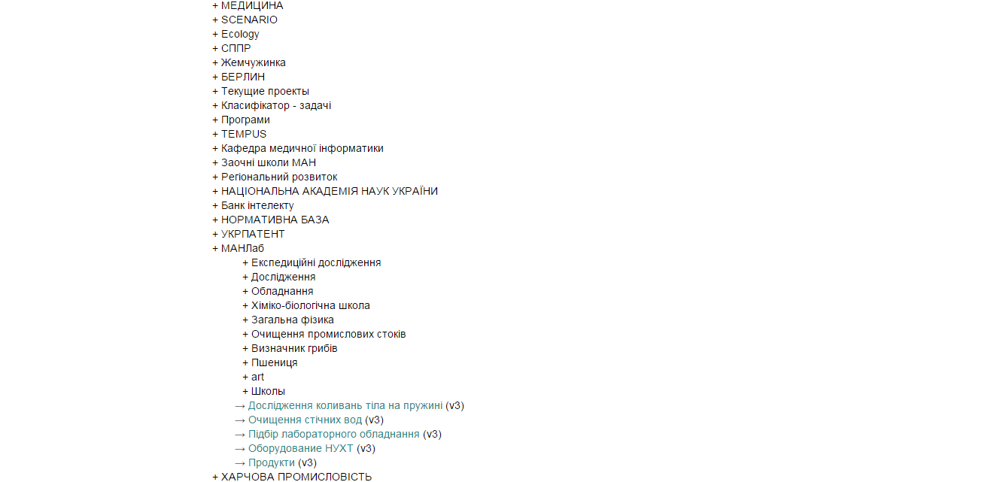 + МЕДИЦИНА
+ SCENARIO
+ Ecology
+ СППР
+ Жемчужинка
+ БЕРЛИН
+ Текущие проекты
+ Класифікатор - задачі
+ Програми
+ TEMPUS
+ Кафедра медичної інформатики
+ Заочні школи МАН
+ Регіональний розвиток
+ НАЦІОНАЛЬНА АКАДЕМІЯ НАУК УКРАЇНИ
+ Банк інтелекту
+ НОРМАТИВНА БАЗА
+ УКРПАТЕНТ
+ МАНЛаб
+ Експедиційні дослідження
+ Дослідження
+ Обладнання
+ Хіміко-біологічна школа
+ Загальна фізика
+ Очищення промислових стоків
+ Визначник грибів
+ Пшениця
+ art
+ Школы
→ Дослідження коливань тіла на пружині (v3)
→ Очищення стічних вод (v3)
→ Підбір лабораторного обладнання (v3)
→ Оборудование НУХТ (v3)
→ Продукти (v3)
+ ХАРЧОВА ПРОМИСЛОВІСТЬ